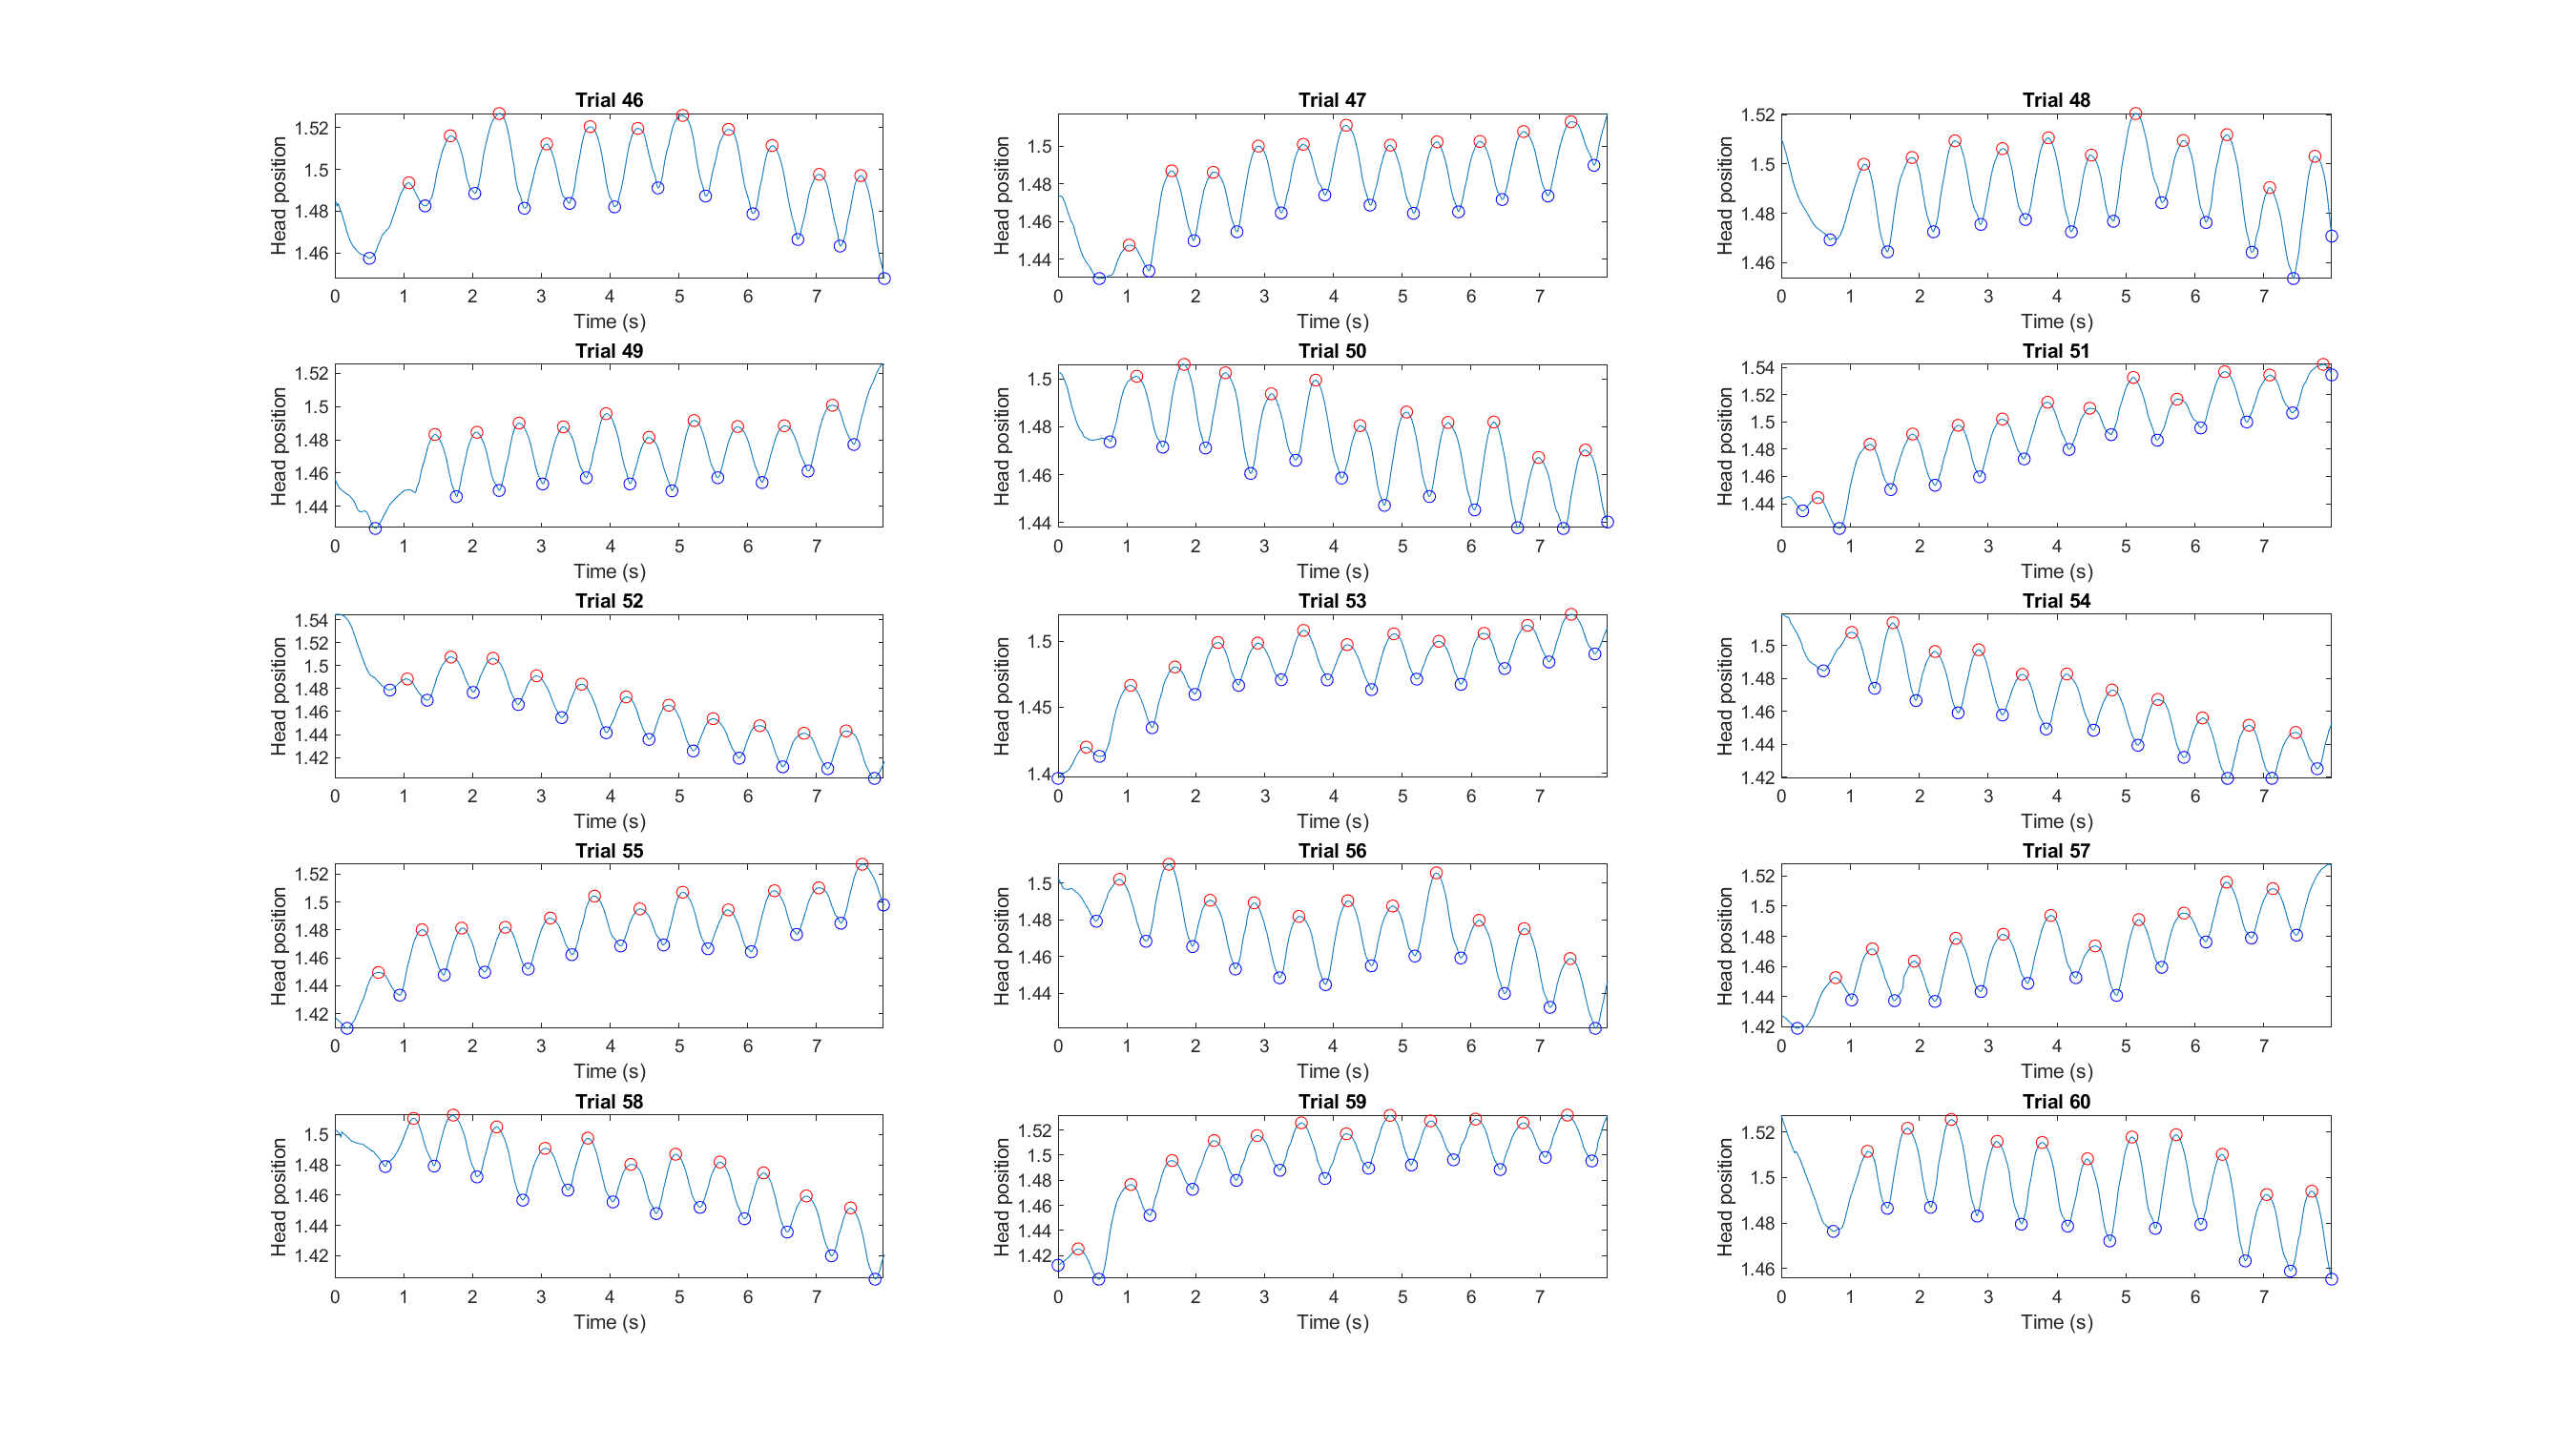 Trial 46
Head position
1.52
1.5
1.48
1.46
0 1 2 3 4 5 6 7
Time (s)
Trial 47
Head position
1.5
1.48
1.46
1.44
0 1 2 3 4 5 6 7
Time (s)
Trial 48
Head position
1.52
1.5
1.48
1.46
0 1 2 3 4 5 6 7
Time (s)
Trial 49
Head position
1.52
1.5
1.48
1.46
1.44
0 1 2 3 4 5 6 7
Time (s)
Trial 50
Head position
1.5
1.48
1.46
1.44
0 1 2 3 4 5 6 7
Time (s)
Trial 51
Head position
1.54
1.52
1.5
1.48
1.46
1.44
0 1 2 3 4 5 6 7
Time (s)
Trial 52
Head position
1.54
1.52
1.5
1.48
1.46
1.44
1.42
0 1 2 3 4 5 6 7
Time (s)
Trial 53
Head position
1.5
1.45
1.4
0 1 2 3 4 5 6 7
Time (s)
Trial 54
Head position
1.5
1.48
1.46
1.44
1.42
0 1 2 3 4 5 6 7
Time (s)
Trial 55
Head position
1.52
1.5
1.48
1.46
1.44
1.42
0 1 2 3 4 5 6 7
Time (s)
Trial 56
Head position
1.5
1.48
1.46
1.44
0 1 2 3 4 5 6 7
Time (s)
Trial 57
Head position
1.52
1.5
1.48
1.46
1.44
1.42
0 1 2 3 4 5 6 7
Time (s)
Trial 58
Head position
1.5
1.48
1.46
1.44
1.42
0 1 2 3 4 5 6 7
Time (s)
Trial 59
Head position
1.52
1.5
1.48
1.46
1.44
1.42
0 1 2 3 4 5 6 7
Time (s)
Trial 60
Head position
1.52
1.5
1.48
1.46
0 1 2 3 4 5 6 7
Time (s)